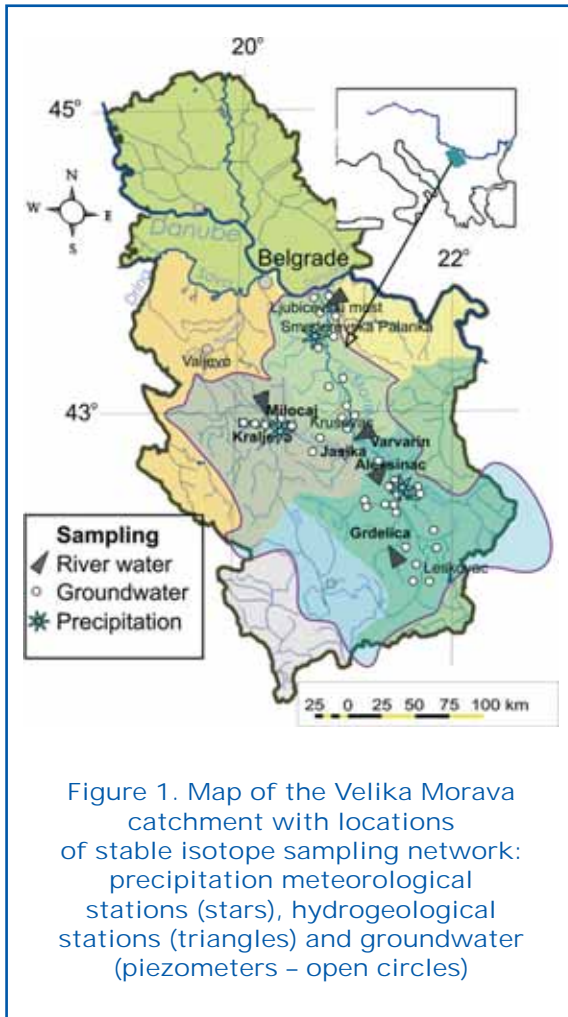 20°
45°
N
W E
S
Danube
Belgrade
22°
Ljubicevski most
Smederevska Palanka
Valjevo
43°
Milocaj
Krusevac
Kraljevo
Varvarin
Jasika
Aleksinac
Grdelica
Leskovac
Sampling
River water
Groundwater
Precipitation
25 0 25 50 75 100 km
Figure 1. Map of the Velika Morava
catchment with locations
of stable isotope sampling network:
precipitation meteorological
stations (stars), hydrogeological
stations (triangles) and groundwater
(piezometers – open circles)